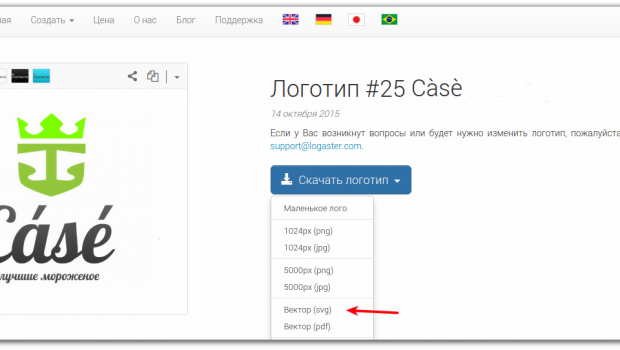 ная Создать Цена О нас Блог Поддержка
Логотип #25 Càsè
14 октября 2015
Если у Вас возникнут вопросы или будет нужно изменить логотип, пожалуйста
support@logaster.com.
Скачать логотип
Маленькое лого
1024px (png)
1024px (jpg)
5000px (png)
5000px (jpg)
Вектор (svg)
Вектор (pdf)
Cásé
лучшие мороженое